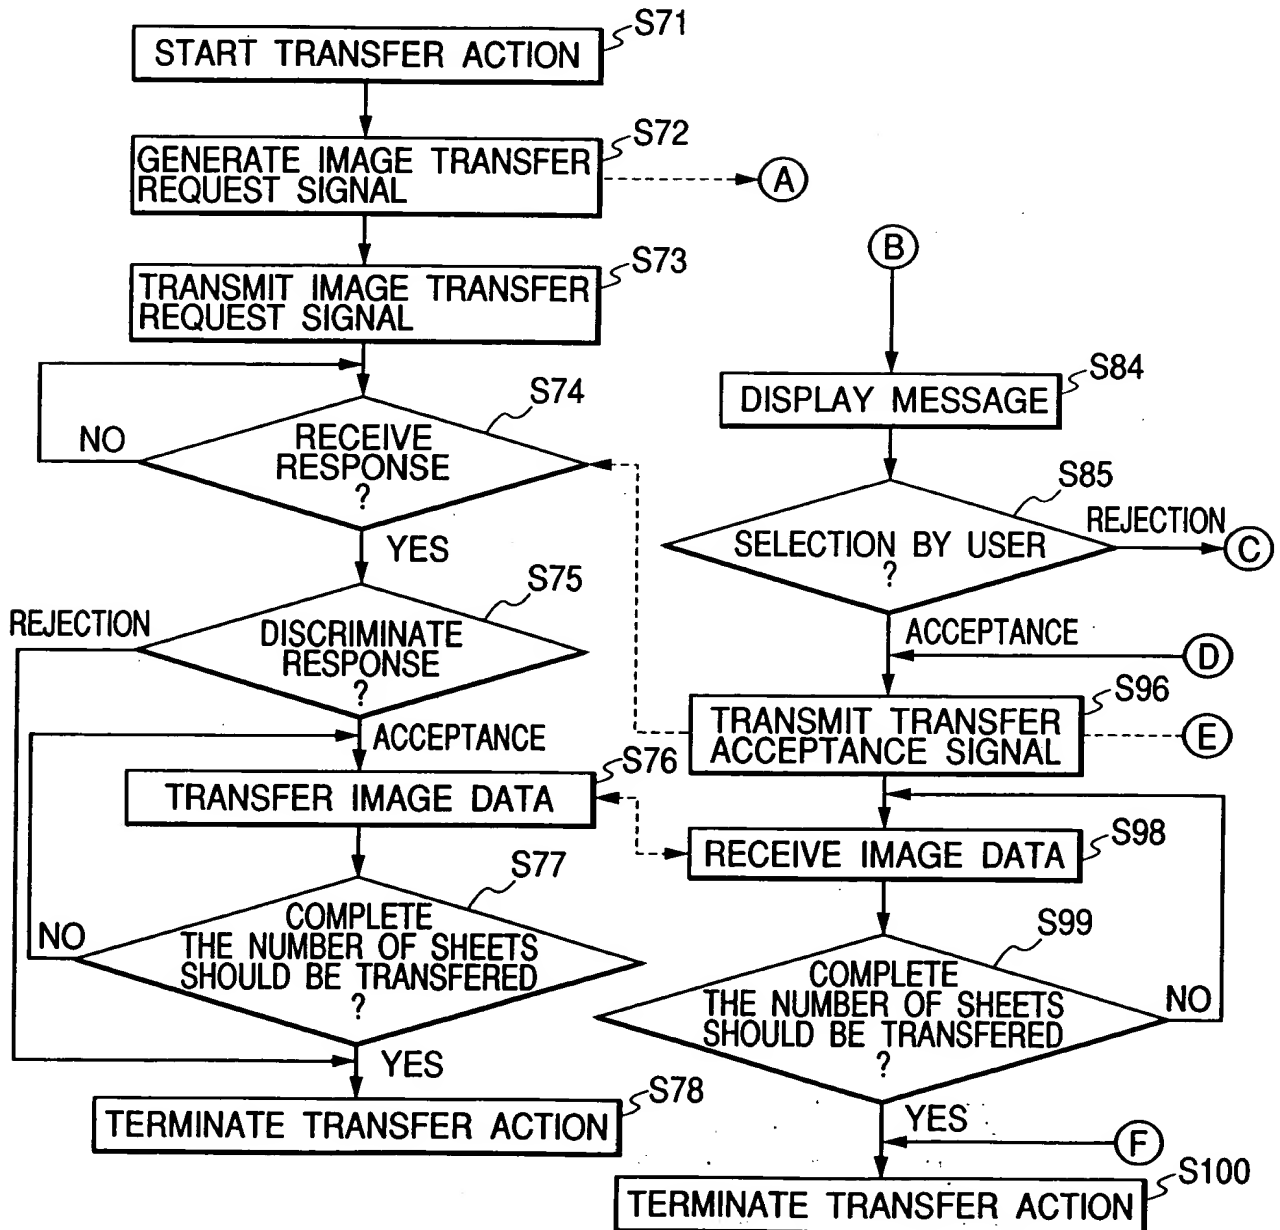 S71
START TRANSFER ACTION
S72
GENERATE IMAGE TRANSFER
REQUEST SIGNAL
A
S73
TRANSMIT IMAGE TRANSFER
REQUEST SIGNAL
S74
NO
RECEIVE
RESPONSE
?
YES
S75
REJECTION
DISCRIMINATE
RESPONSE
?
ACCEPTANCE
S76
TRANSFER IMAGE DATA
S77
NO
COMPLETE
THE NUMBER OF SHEETS
SHOULD BE TRANSFERED
?
YES
S78
TERMINATE TRANSFER ACTION
B
S84
DISPLAY MESSAGE
S85
SELECTION BY USER
?
REJECTION
C
ACCEPTANCE
D
S96
TRANSMIT TRANSFER
ACCEPTANCE SIGNAL
E
S98
RECEIVE IMAGE DATA
S99
COMPLETE
THE NUMBER OF SHEETS
SHOULD BE TRANSFERED
?
NO
YES
F
S100
TERMINATE TRANSFER ACTION